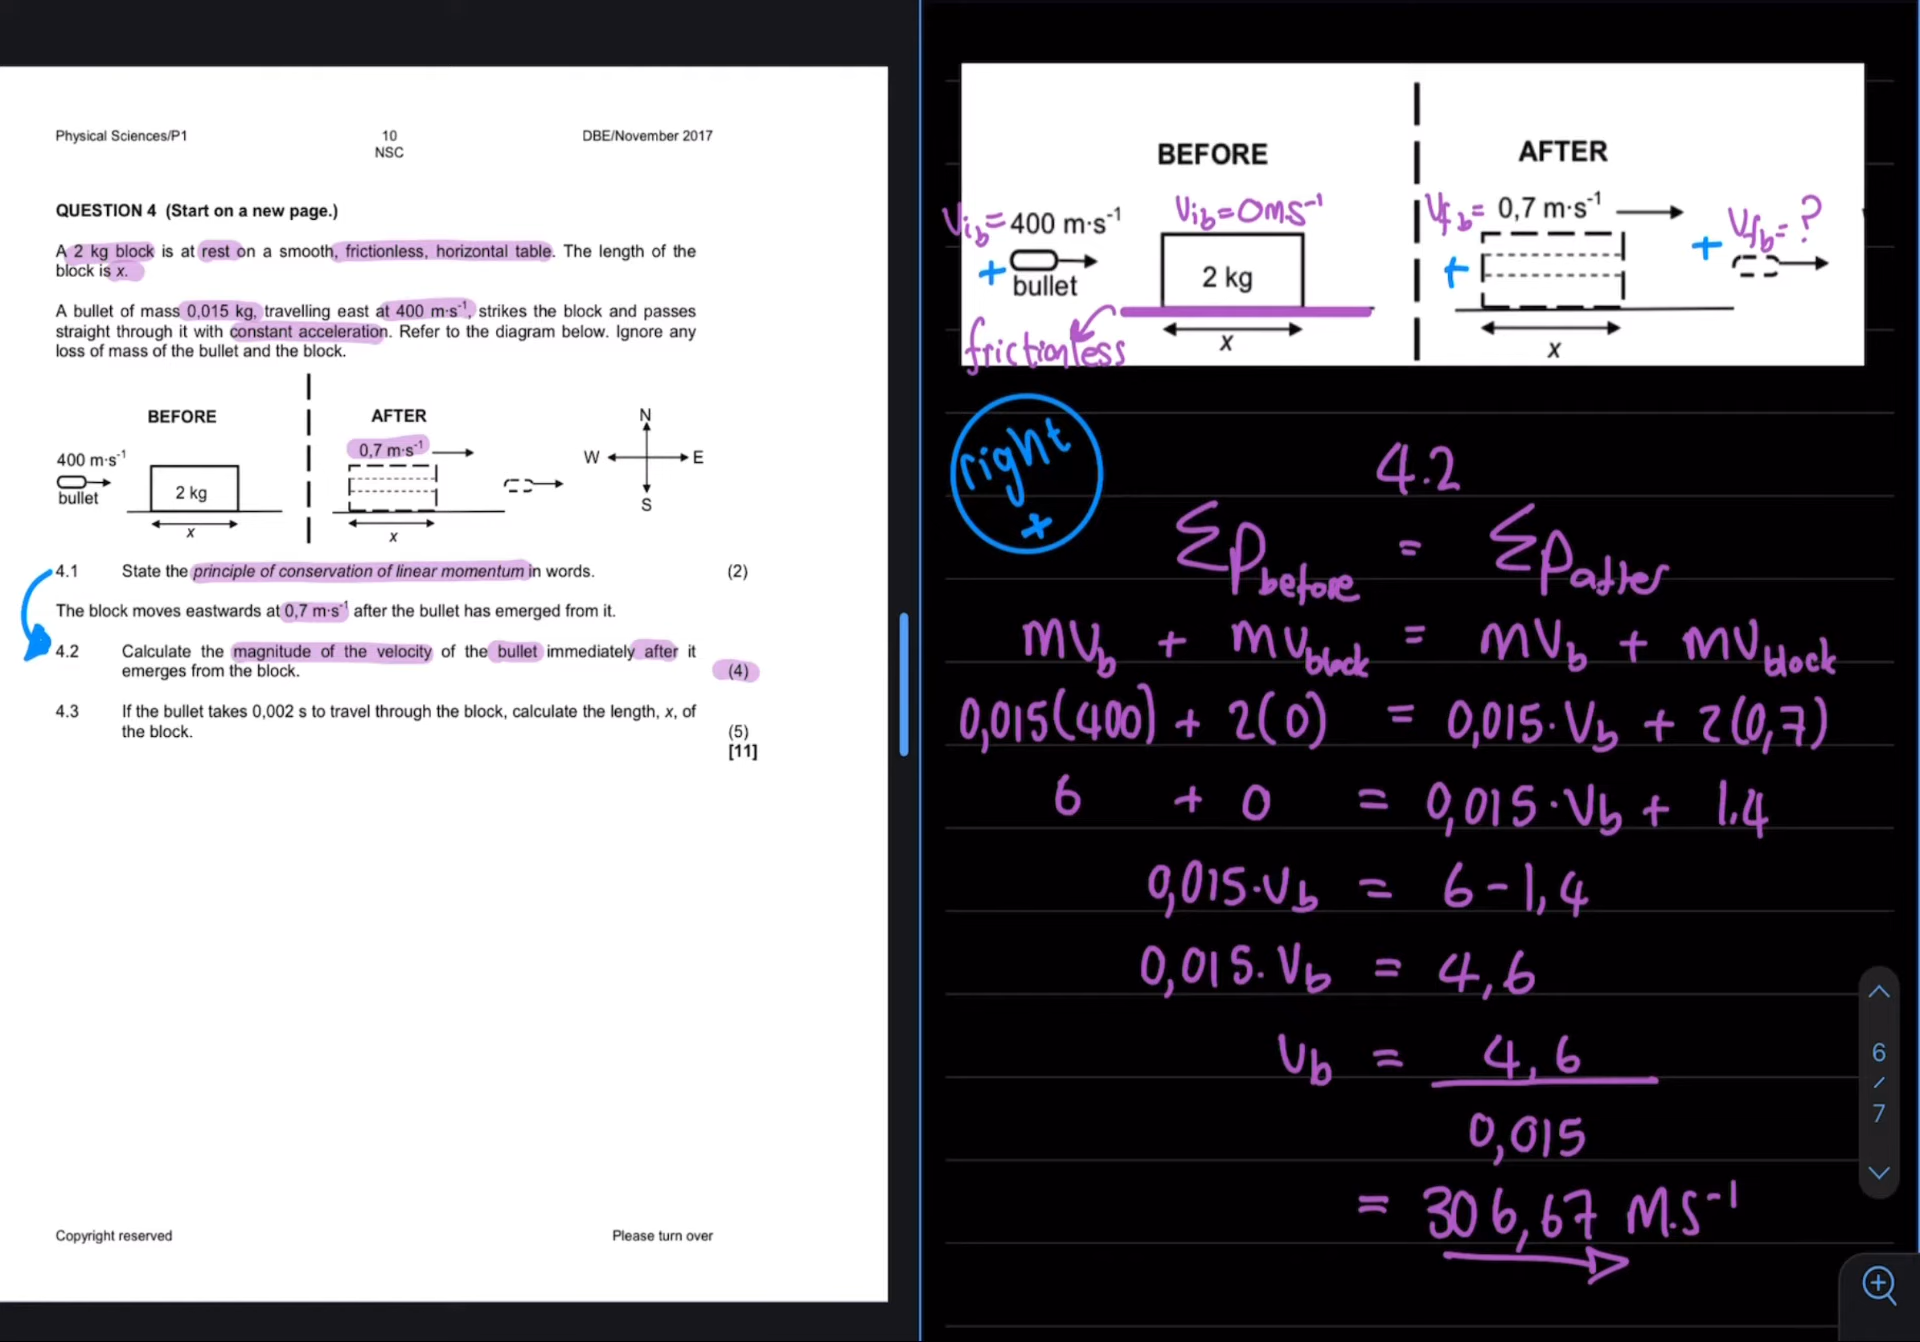 Physical Sciences/P1 10 DBE/November 2017
NSC
QUESTION 4 (Start on a new page.)
A 2 kg block is at rest on a smooth, frictionless, horizontal table. The length of the
block is x.
A bullet of mass 0,015 kg, travelling east at 400 m·s⁻¹, strikes the block and passes
straight through it with constant acceleration. Refer to the diagram below. Ignore any
loss of mass of the bullet and the block.
BEFORE AFTER
400 m·s⁻¹
bullet
2 kg
x
0,7 m·s⁻¹
x
N
W E
S
4.1 State the principle of conservation of linear momentum in words. (2)
The block moves eastwards at 0,7 m·s⁻¹ after the bullet has emerged from it.
4.2 Calculate the magnitude of the velocity of the bullet immediately after it
emerges from the block. (4)
4.3 If the bullet takes 0,002 s to travel through the block, calculate the length, x, of
the block. (5)
[11]
Copyright reserved Please turn over
BEFORE AFTER
Vib= 400 m·s⁻¹ Vib=0ms⁻¹ Vfb= 0,7 m·s⁻¹ Vfb=?
+ bullet 2 kg + +
frictionless x x
right
+
4.2
Σpbefore = Σpafter
mVb + mVblock = mVb + mVblock
0,015(400) + 2(0) = 0,015·Vb + 2(0,7)
6 + 0 = 0,015·Vb + 1.4
0,015·Vb = 6-1,4
0,015.Vb = 4,6
Vb = 4,6
0,015
= 306,67 m.s⁻¹
6
/
7